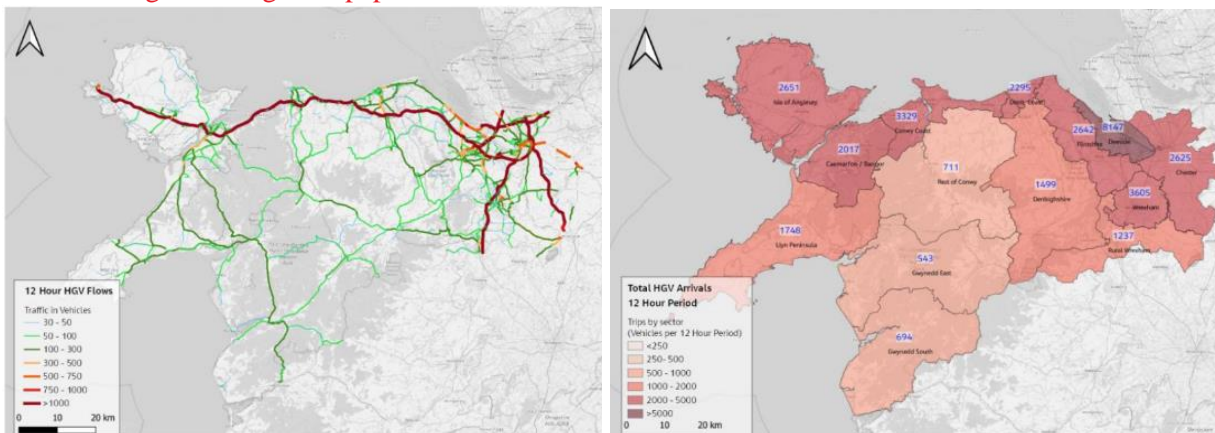 12 Hour HGV Flows
Traffic in Vehicles
30 - 50
50 - 100
100 - 300
300 - 500
500 - 750
750 - 1000
>1000
0 10 20 km
2651
Isle of Anglesey
3329
Conwy Coast
2295
2017
Caernarfon / Bangor
711
Rest of Conwy
2642
Flintshire
8147
Deeside
2625
Chester
1499
Denbighshire
3605
Wrexham
1237
Rural Wrexham
1748
Llyn Peninsula
543
Gwynedd East
694
Gwynedd South
Total HGV Arrivals
12 Hour Period
Trips by sector
(Vehicles per 12 Hour Period)
<250
250- 500
500 - 1000
1000 - 2000
2000 - 5000
>5000